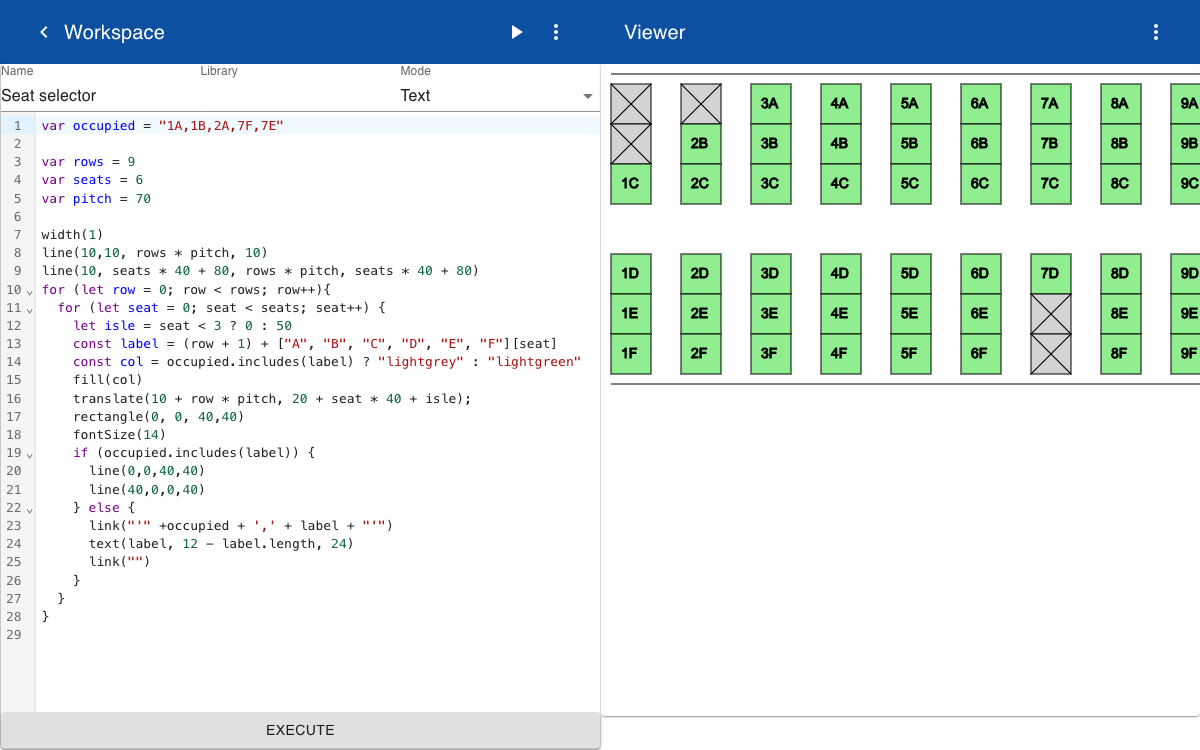 Workspace
Viewer
Name Library Mode
Seat selector Text
1 var occupied = "1A,1B,2A,7F,7E"
2
3 var rows = 9
4 var seats = 6
5 var pitch = 70
6
7 width(1)
8 line(10,10, rows * pitch, 10)
9 line(10, seats * 40 + 80, rows * pitch, seats * 40 + 80)
10 for (let row = 0; row < rows; row++){
11 for (let seat = 0; seat < seats; seat++) {
12 let isle = seat < 3 ? 0 : 50
13 const label = (row + 1) + ["A", "B", "C", "D", "E", "F"][seat]
14 const col = occupied.includes(label) ? "lightgrey" : "lightgreen"
15 fill(col)
16 translate(10 + row * pitch, 20 + seat * 40 + isle);
17 rectangle(0, 0, 40,40)
18 fontSize(14)
19 if (occupied.includes(label)) {
20 line(0,0,40,40)
21 line(40,0,0,40)
22 } else {
23 link("'" +occupied + ',' + label + "'")
24 text(label, 12 - label.length, 24)
25 link("")
26 }
27 }
28 }
29
EXECUTE
3A 4A 5A 6A 7A 8A 9A
2B 3B 4B 5B 6B 7B 8B 9B
1C 2C 3C 4C 5C 6C 7C 8C 9C
1D 2D 3D 4D 5D 6D 7D 8D 9D
1E 2E 3E 4E 5E 6E 8E 9E
1F 2F 3F 4F 5F 6F 8F 9F